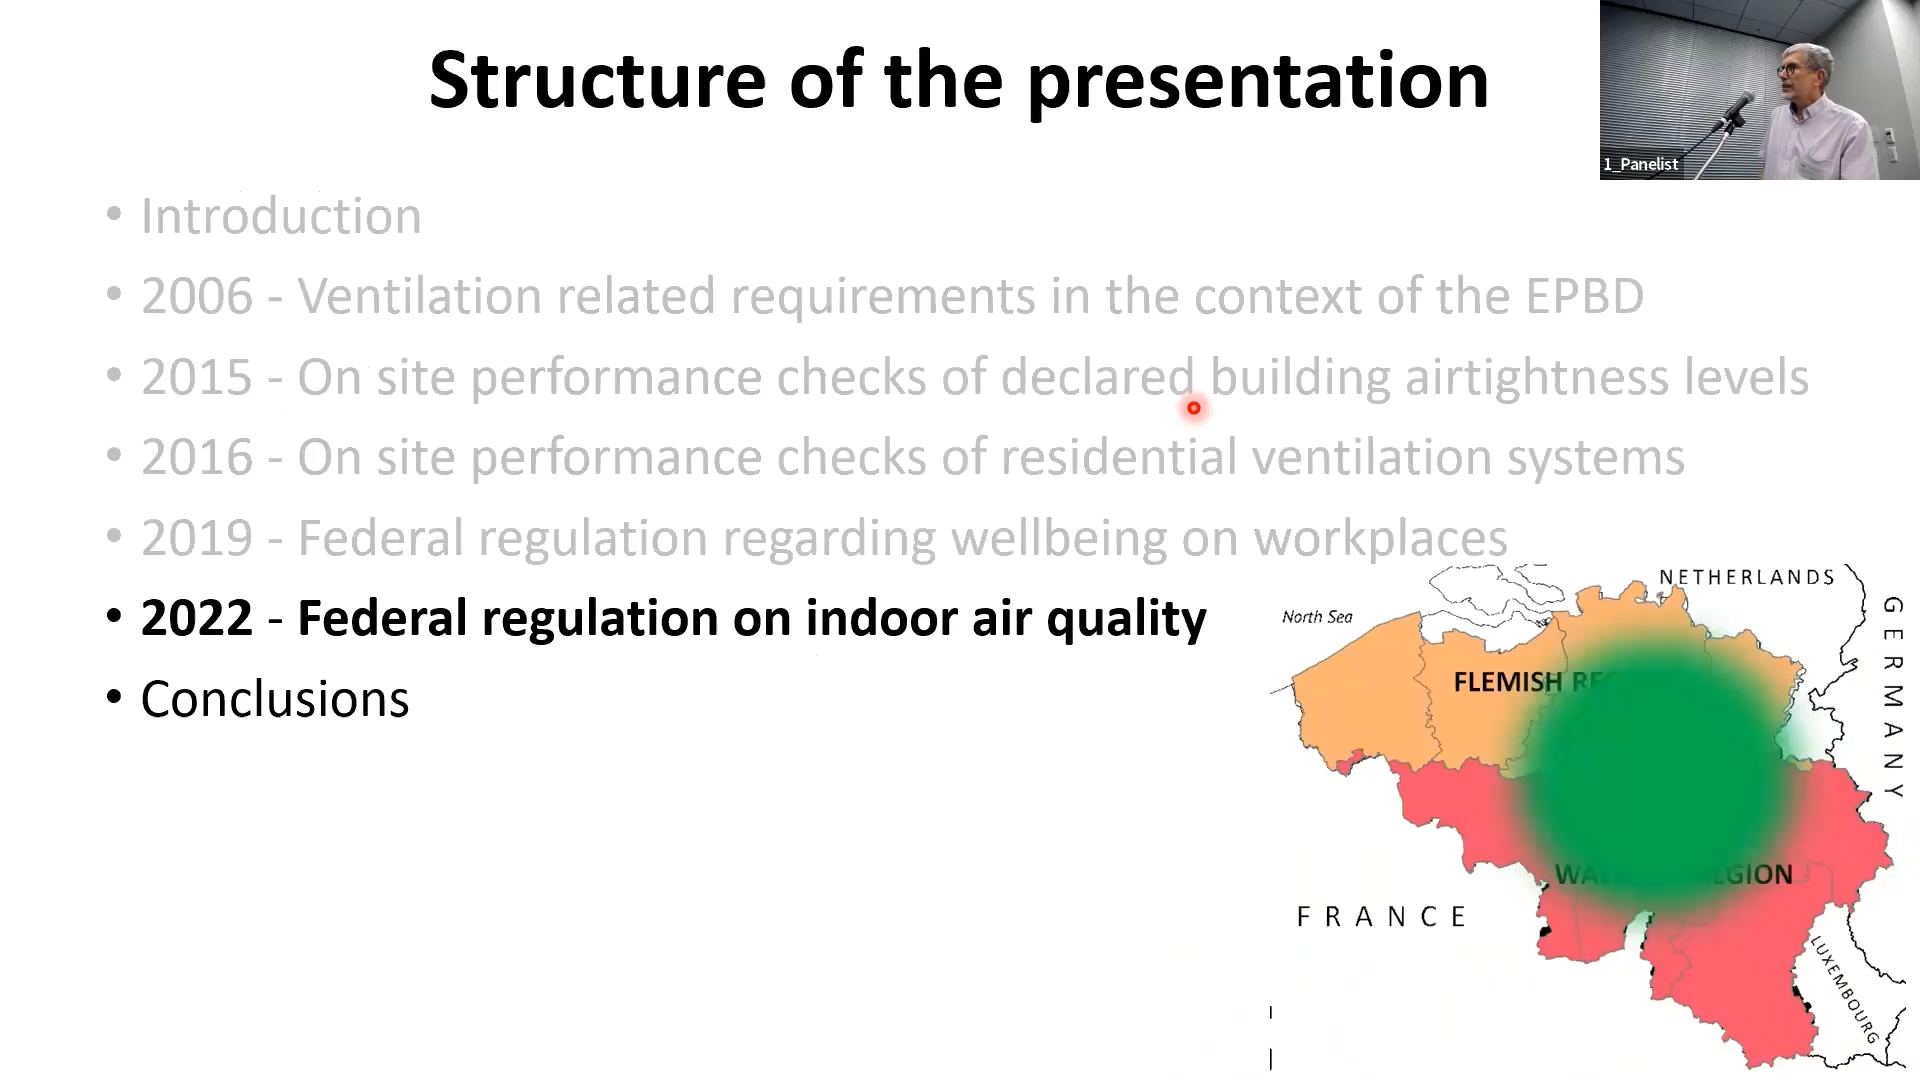 Structure of the presentation
1_Panelist
• Introduction
• 2006 - Ventilation related requirements in the context of the EPBD
• 2015 - On site performance checks of declared building airtightness levels
• 2016 - On site performance checks of residential ventilation systems
• 2019 - Federal regulation regarding wellbeing on workplaces
• 2022 - Federal regulation on indoor air quality
• Conclusions
NETHERLANDS
North Sea
GERMANY
FLEMISH
FRANCE
LUXEMBOURG